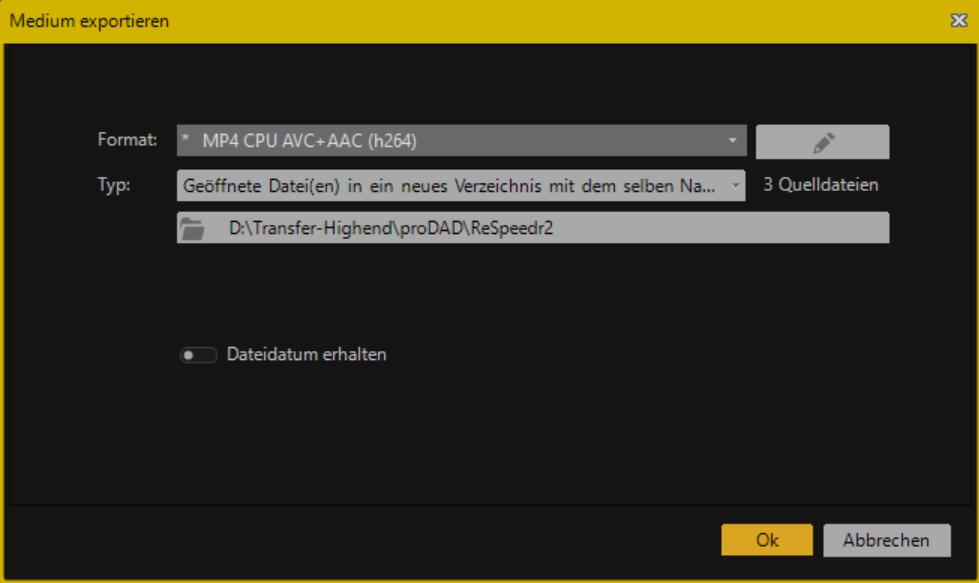 Medium exportieren
Format: * MP4 CPU AVC+AAC (h264)
Typ: Geöffnete Datei(en) in ein neues Verzeichnis mit dem selben Na... 3 Quelldateien
D:\Transfer-Highend\proDAD\ReSpeedr2
Dateidatum erhalten
Ok Abbrechen